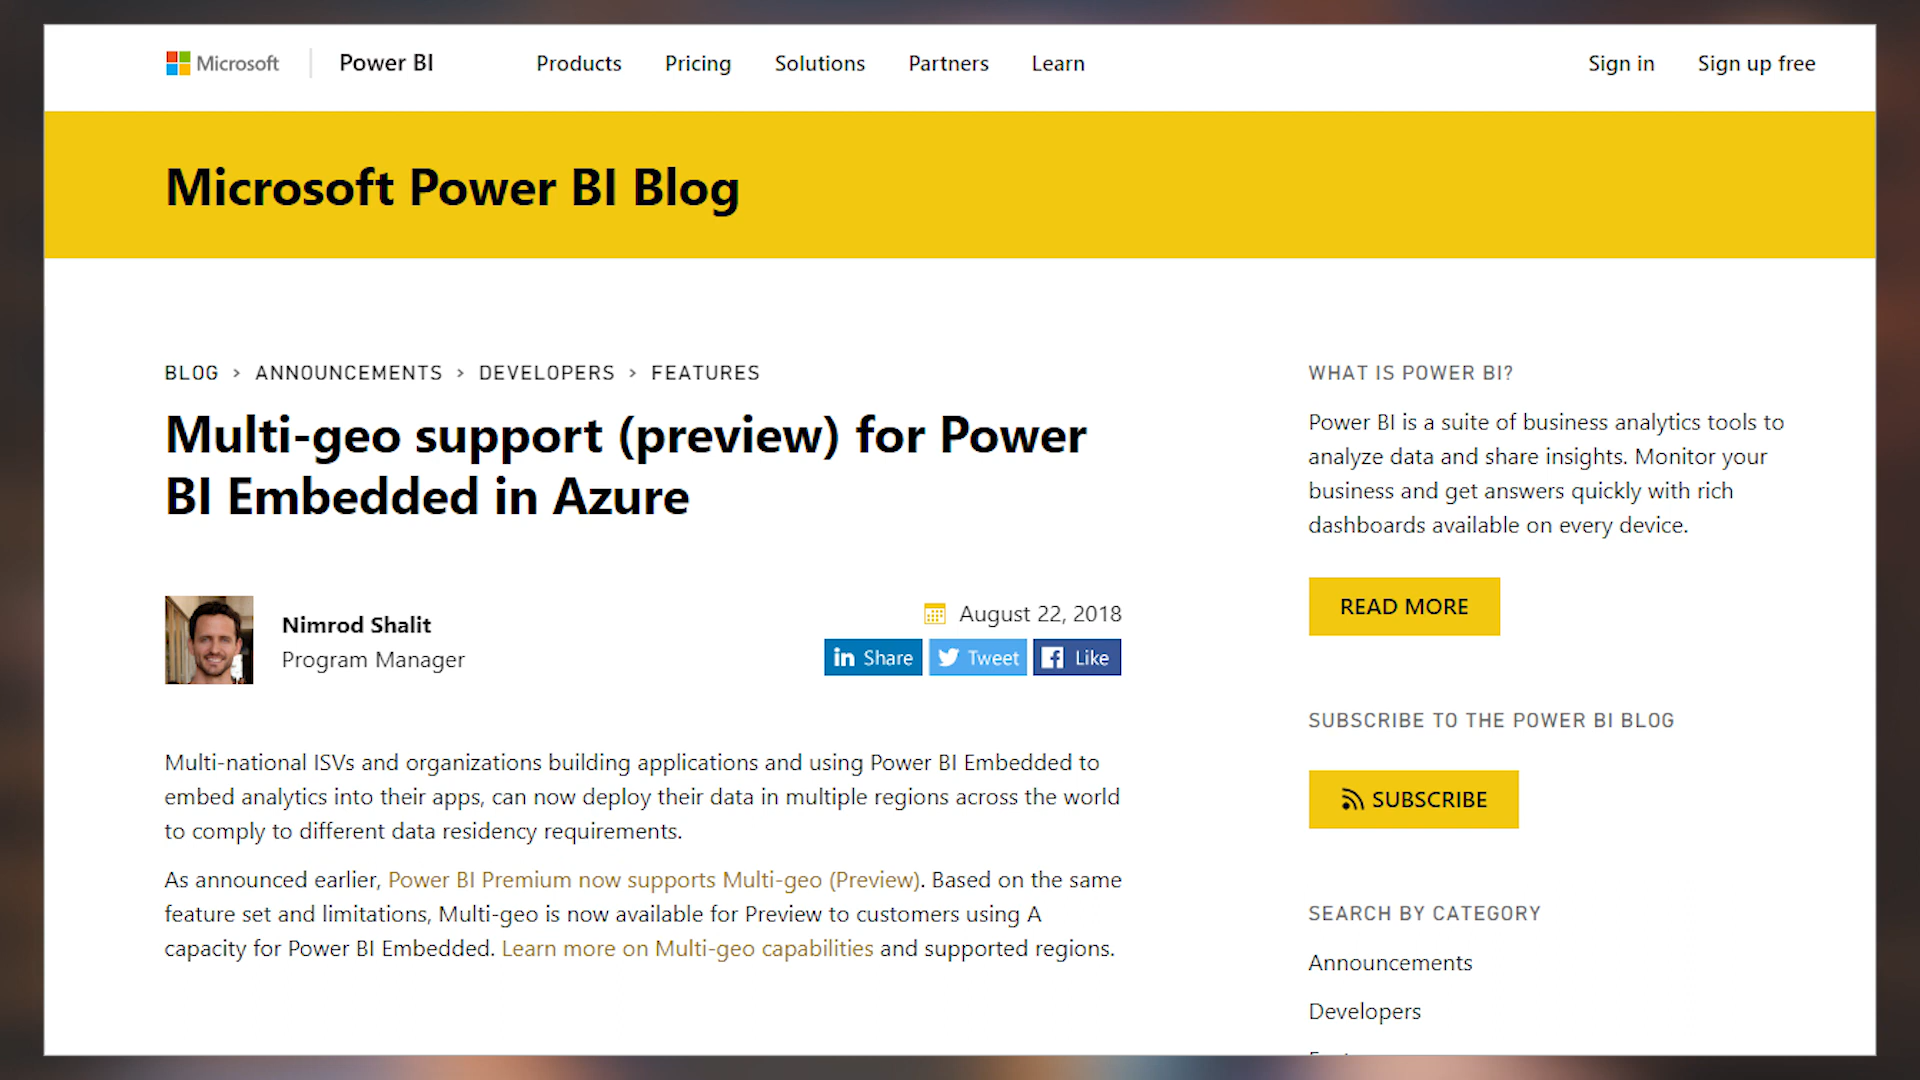 Microsoft Power BI Products Pricing Solutions Partners Learn Sign in Sign up free
Microsoft Power BI Blog
BLOG > ANNOUNCEMENTS > DEVELOPERS > FEATURES
Multi-geo support (preview) for Power
BI Embedded in Azure
Nimrod Shalit
Program Manager
August 22, 2018
in Share Tweet Like
Multi-national ISVs and organizations building applications and using Power BI Embedded to
embed analytics into their apps, can now deploy their data in multiple regions across the world
to comply to different data residency requirements.
As announced earlier, Power BI Premium now supports Multi-geo (Preview). Based on the same
feature set and limitations, Multi-geo is now available for Preview to customers using A
capacity for Power BI Embedded. Learn more on Multi-geo capabilities and supported regions.
WHAT IS POWER BI?
Power BI is a suite of business analytics tools to
analyze data and share insights. Monitor your
business and get answers quickly with rich
dashboards available on every device.
READ MORE
SUBSCRIBE TO THE POWER BI BLOG
SUBSCRIBE
SEARCH BY CATEGORY
Announcements
Developers